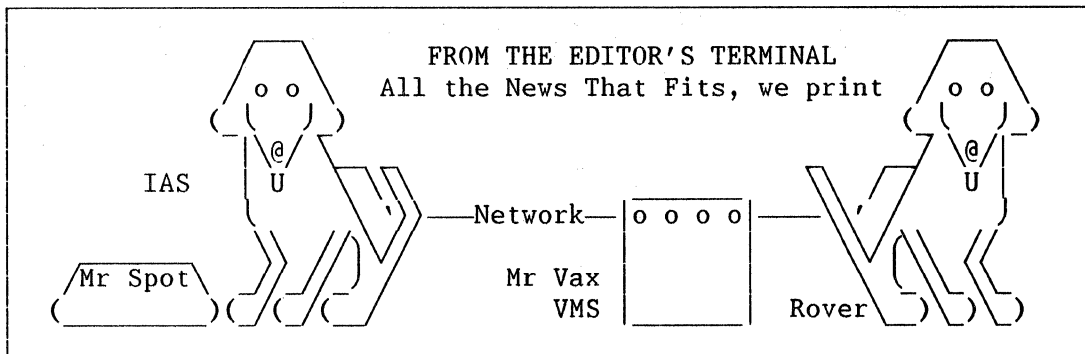 FROM THE EDITOR'S TERMINAL
All the News That Fits, we print
IAS
Network
Mr Spot
Mr Vax
VMS
Rover